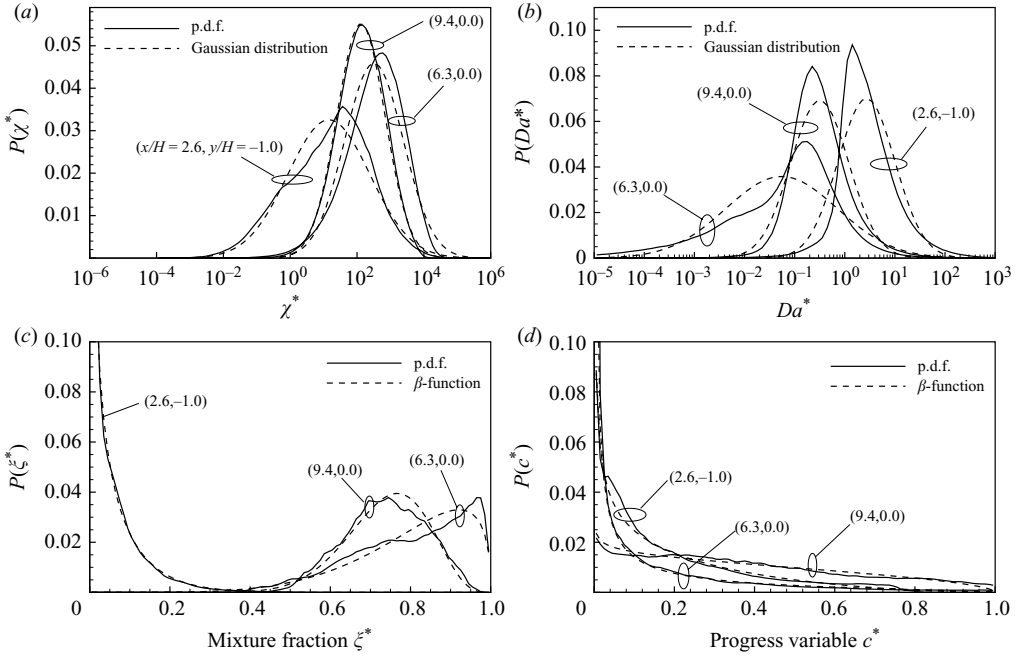 (a)
0.05
0.04
0.03
0.02
0.01
P(χ*)
p.d.f.
Gaussian distribution
(9.4,0.0)
(6.3,0.0)
(x/H = 2.6, y/H = –1.0)
10⁻⁶ 10⁻⁴ 10⁻² 10⁰ 10² 10⁴ 10⁶
χ*
(b)
0.10
0.08
0.06
0.04
0.02
0
P(Da*)
p.d.f.
Gaussian distribution
(9.4,0.0)
(2.6,–1.0)
(6.3,0.0)
10⁻⁵ 10⁻⁴ 10⁻³ 10⁻² 10⁻¹ 10⁰ 10¹ 10² 10³
Da*
(c)
0.10
0.08
0.06
0.04
0.02
P(ξ*)
p.d.f.
β-function
(2.6,–1.0)
(9.4,0.0)
(6.3,0.0)
0 0.2 0.4 0.6 0.8 1.0
Mixture fraction ξ*
(d)
0.10
0.08
0.06
0.04
0.02
P(c*)
p.d.f.
β-function
(2.6,–1.0)
(6.3,0.0)
(9.4,0.0)
0 0.2 0.4 0.6 0.8 1.0
Progress variable c*